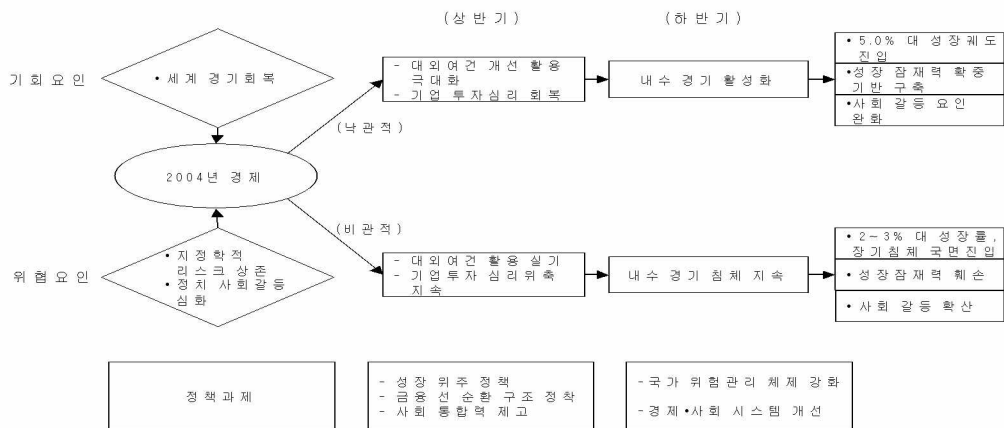 (상반기)
(하반기)
기회요인
• 세계 경기회복
- 대외여건 개선 활용
극대화
- 기업 투자심리 회복
내수 경기 활성화
• 5.0% 대 성장궤도
진입
•성장 잠재력 확충
기반 구축
•사회 갈등 요인
완화
(낙관적)
2004년 경제
(비관적)
위협요인
• 지정학적
리스크 상존
• 정치 사회갈등
심화
- 대외여건 활용 실기
- 기업투자 심리위축
지속
내수 경기 침체 지속
• 2~3% 대 성장률,
장기침체 국면진입
• 성장잠재력 훼손
• 사회 갈등 확산
정책과제
- 성장 위주 정책
- 금융 선 순환 구조 정착
- 사회 통합력 제고
-국가 위험관리 체제 강화
-경제•사회 시스템 개선